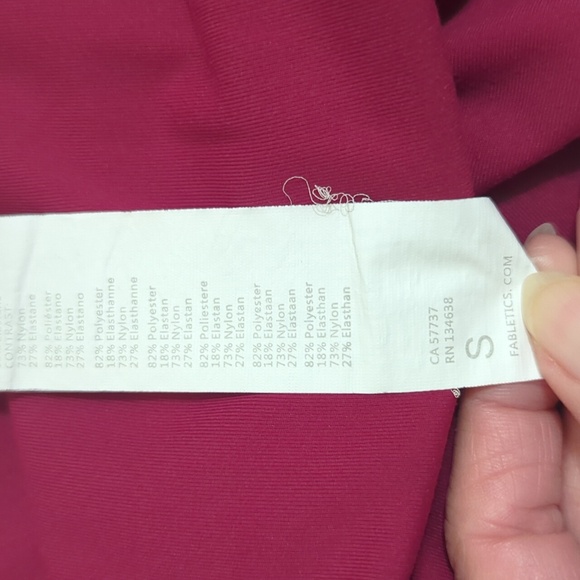 FABLETICS.COM
S
RN 134638
CA 57737
82% Polyester
18% Elasthan
73% Nylon
27% Elasthan
82% Polyester
18% Elastaan
73% Nylon
27% Elastaan
82% Poliestere
18% Elastan
73% Nylon
27% Elastan
82% Polyester
18% Elastan
73% Nylon
27% Elastan
82% Polyester
18% Elasthanne
73% Nylon
27% Elasthanne
82% Poliéster
18% Elastano
73% Nylon
27% Elastano
CONTRAST
73% Nylon
27% Elastane